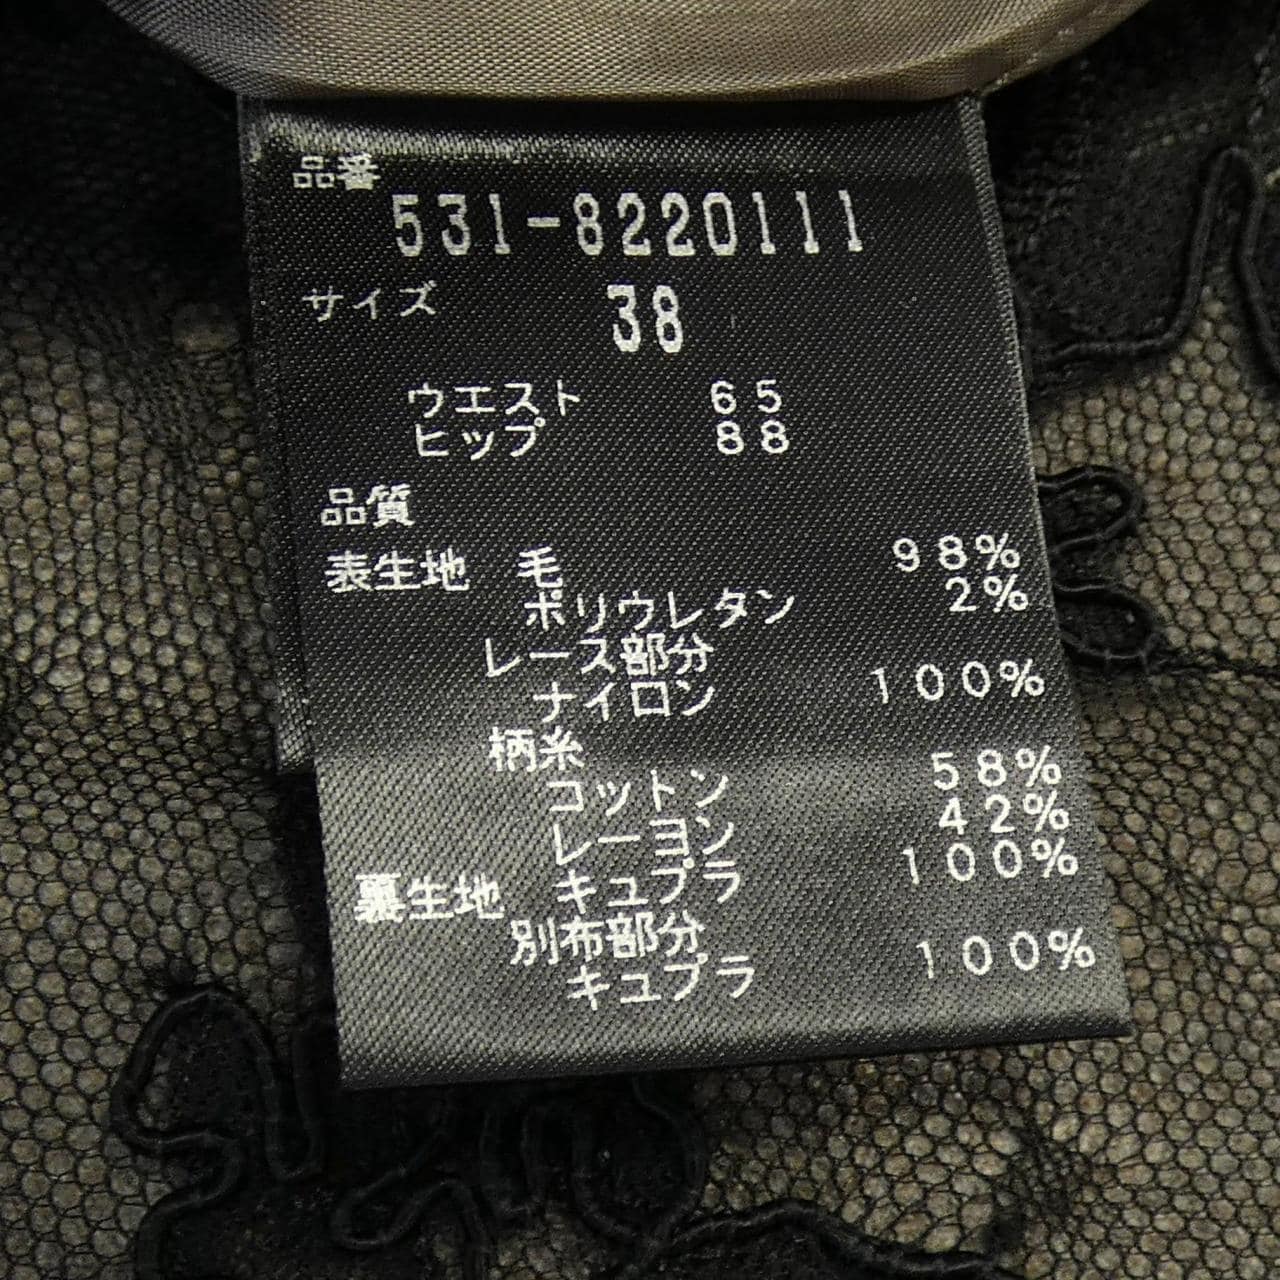 品番
531-8220111
サイズ 38
ウエスト 65
ヒップ 88
品質
表生地 毛 98%
ポリウレタン 2%
レース部分
ナイロン 100%
柄糸
コットン 58%
レーヨン 42%
裏生地 キュプラ 100%
別布部分
キュプラ 100%